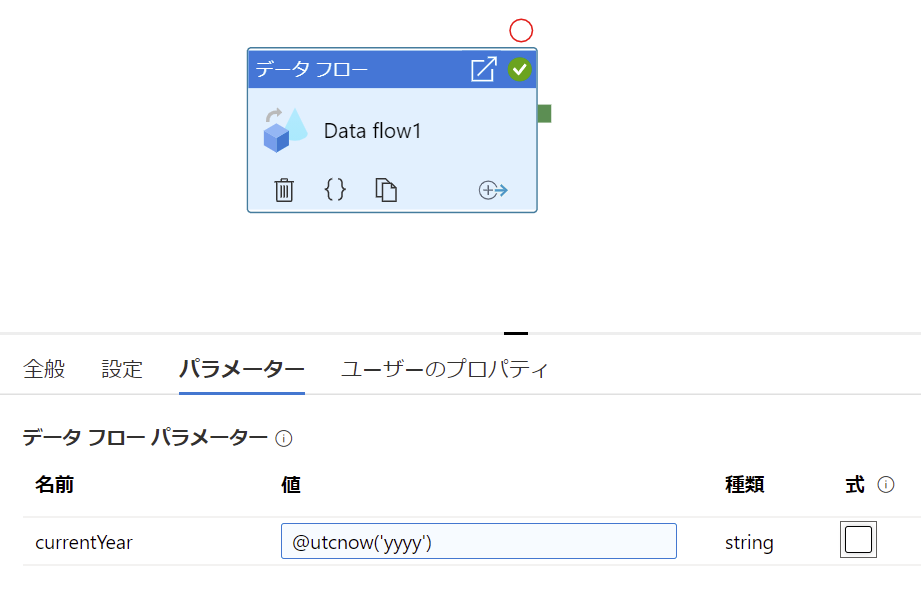 データ フロー
Data flow1
全般 設定 パラメーター ユーザーのプロパティ
データ フロー パラメーター
名前 値 種類 式
currentYear @utcnow('yyyy') string